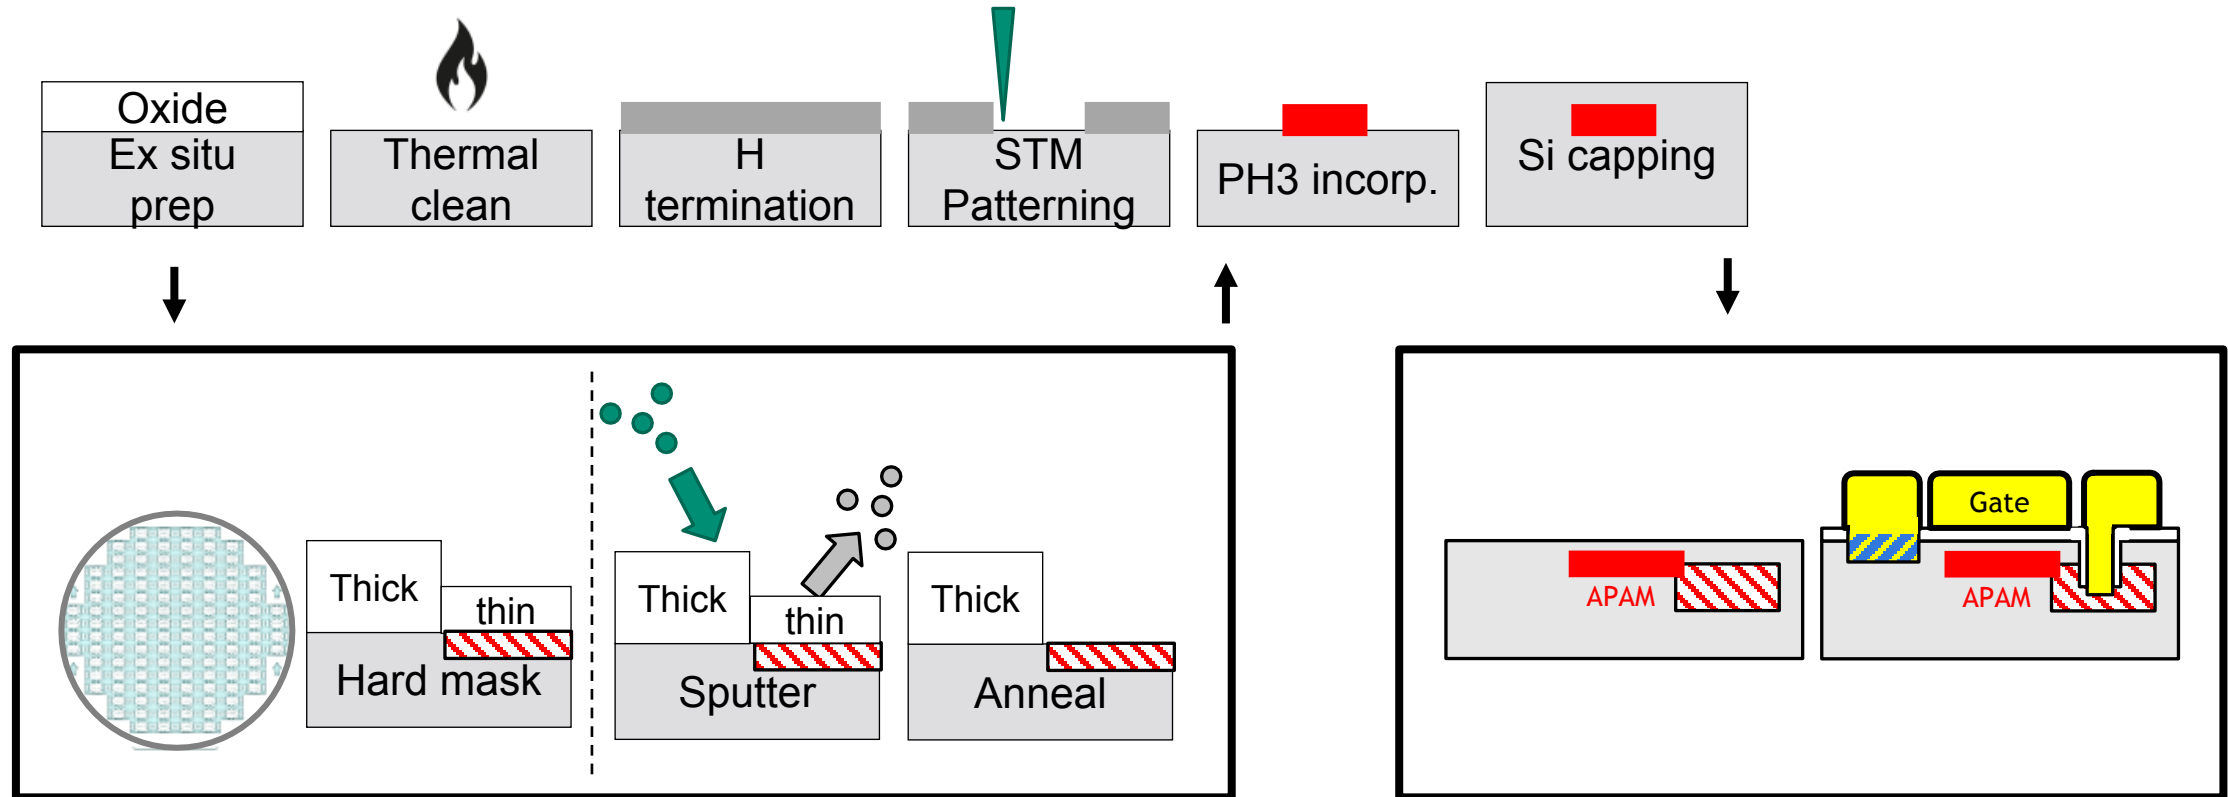 Oxide
Ex situ
prep
Thermal
clean
H
termination
STM
Patterning
PH3 incorp.
Si capping
Thick
thin
Hard mask
Thick
thin
Sputter
Thick
Anneal
APAM
Gate
APAM